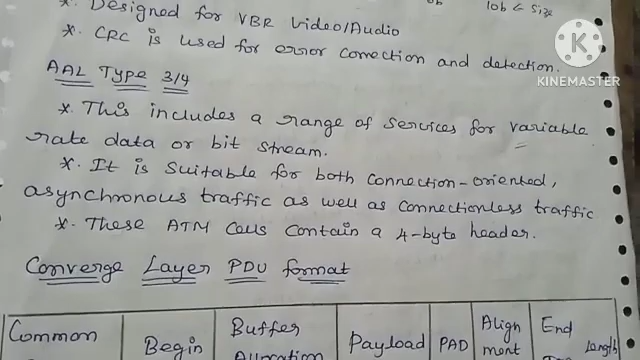 *. Designed for VBR Video/Audio
*. CRC is used for error correction and detection.
AAL TYPE 3/4
*. This includes a range of services for variable
rate data or bit stream.
*. It is suitable for both connection-oriented,
asynchronous traffic as well as connectionless traffic
*. These ATM Cells contain a 4-byte header.
Converge Layer PDU format
Common Begin Buffer Payload PAD Align ment End Length
KINEMASTER